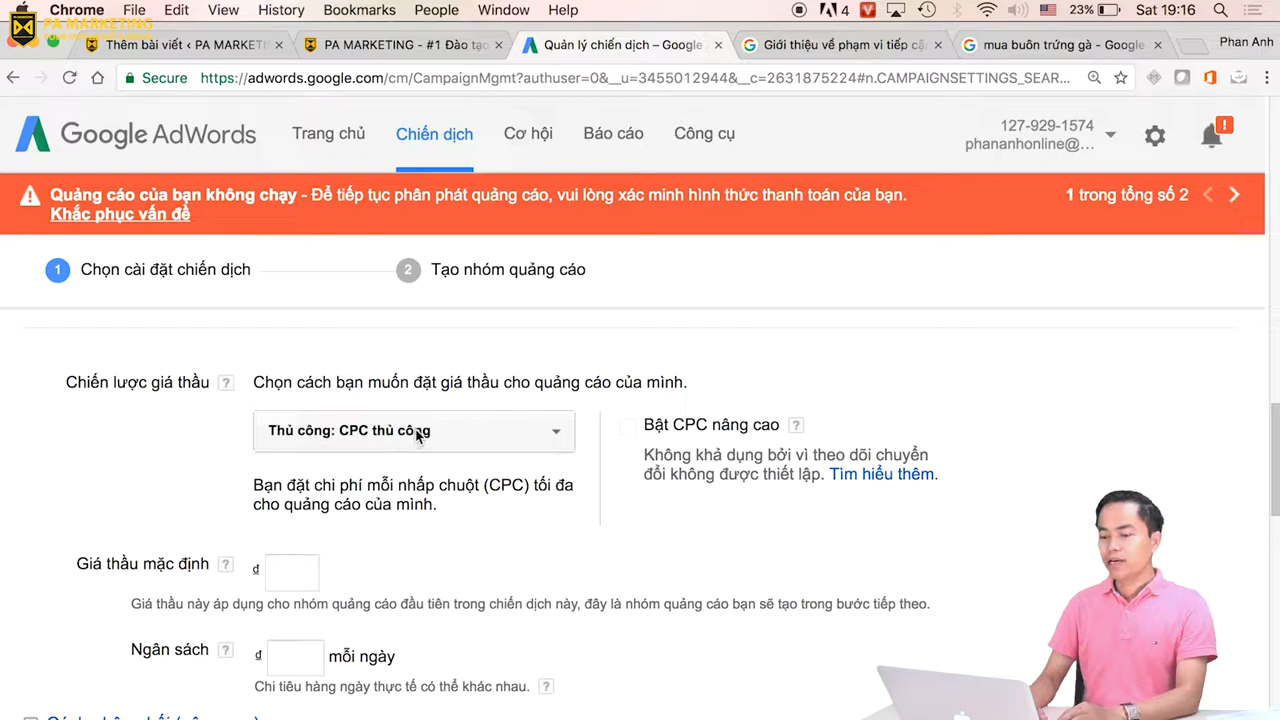 Chrome File Edit View History Bookmarks People Window Help 4 23% Sat 19:16
PA MARKETING
Thêm bài viết ‹ PA MARKETI × PA MARKETING - #1 Đào tạo × Quản lý chiến dịch – Google × Giới thiệu về phạm vi tiếp cậ × mua buôn trứng gà - Google × Phan Anh
Secure https://adwords.google.com/cm/CampaignMgmt?authuser=0&__u=3455012944&__c=2631875224#n.CAMPAIGNSETTINGS_SEAR...
Google AdWords Trang chủ Chiến dịch Cơ hội Báo cáo Công cụ
127-929-1574
phananhonline@...
!
Quảng cáo của bạn không chạy - Để tiếp tục phân phát quảng cáo, vui lòng xác minh hình thức thanh toán của bạn.
Khắc phục vấn đề
1 trong tổng số 2
1 Chọn cài đặt chiến dịch 2 Tạo nhóm quảng cáo
Chiến lược giá thầu ? Chọn cách bạn muốn đặt giá thầu cho quảng cáo của mình.
Thủ công: CPC thủ công
Bật CPC nâng cao ?
Không khả dụng bởi vì theo dõi chuyển
đổi không được thiết lập. Tìm hiểu thêm.
Bạn đặt chi phí mỗi nhấp chuột (CPC) tối đa
cho quảng cáo của mình.
Giá thầu mặc định ? đ
Giá thầu này áp dụng cho nhóm quảng cáo đầu tiên trong chiến dịch này, đây là nhóm quảng cáo bạn sẽ tạo trong bước tiếp theo.
Ngân sách ? đ mỗi ngày
Chi tiêu hàng ngày thực tế có thể khác nhau. ?